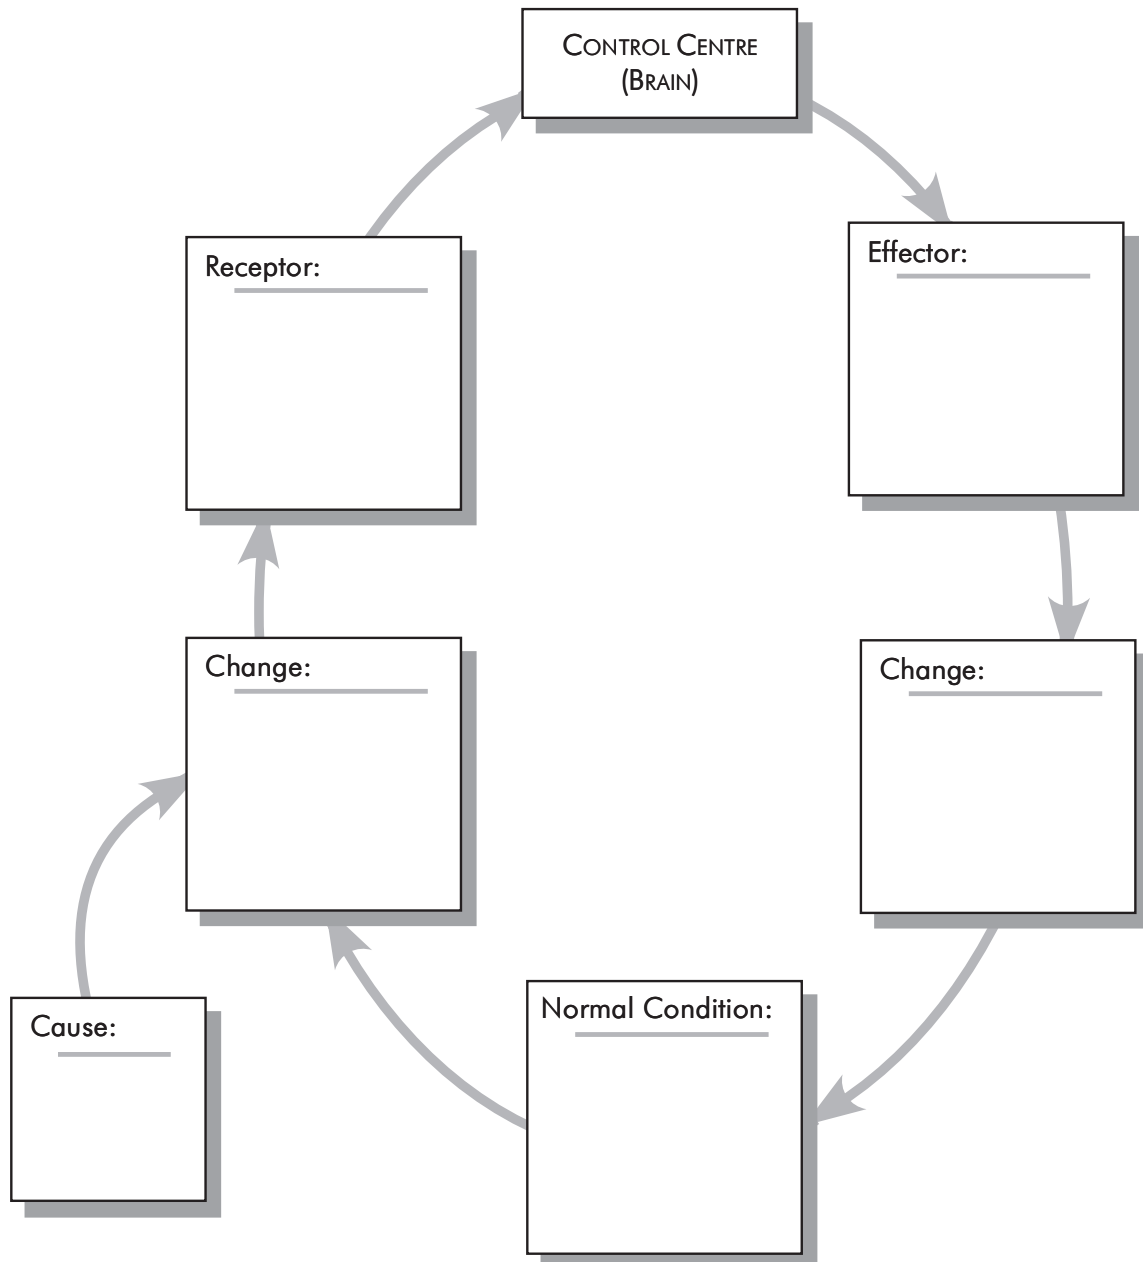 CONTROL CENTRE
(BRAIN)
Receptor:
Effector:
Change:
Change:
Cause:
Normal Condition: